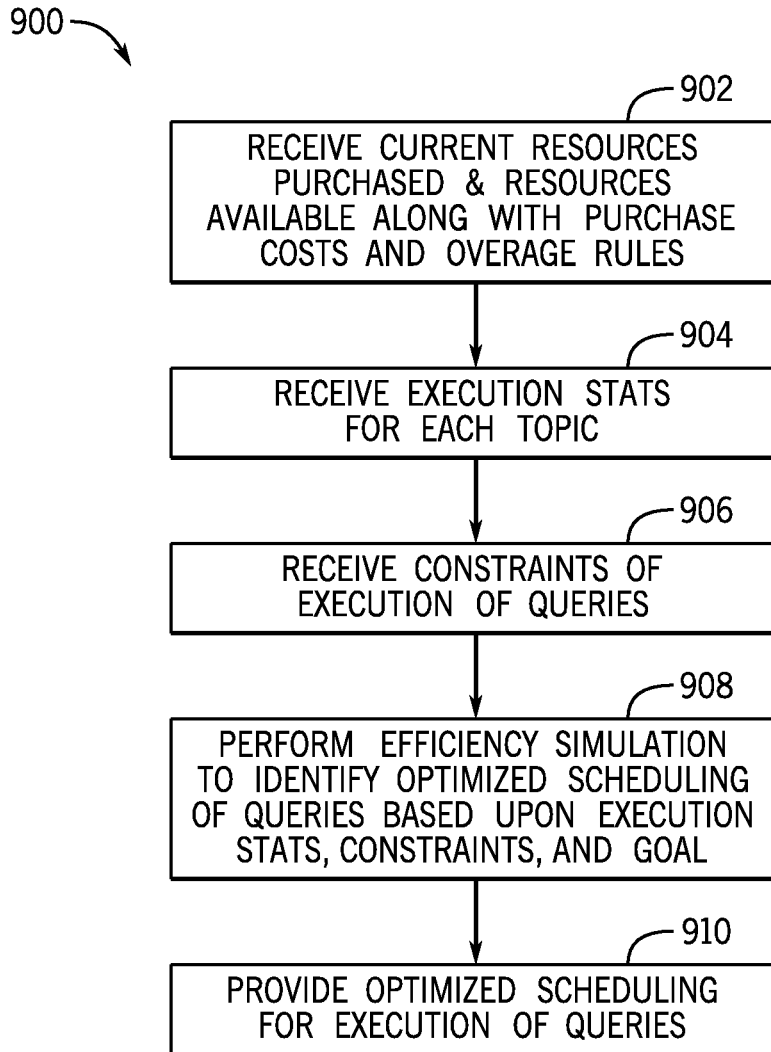 900
902
RECEIVE CURRENT RESOURCES
PURCHASED & RESOURCES
AVAILABLE ALONG WITH PURCHASE
COSTS AND OVERAGE RULES
904
RECEIVE EXECUTION STATS
FOR EACH TOPIC
906
RECEIVE CONSTRAINTS OF
EXECUTION OF QUERIES
908
PERFORM EFFICIENCY SIMULATION
TO IDENTIFY OPTIMIZED SCHEDULING
OF QUERIES BASED UPON EXECUTION
STATS, CONSTRAINTS, AND GOAL
910
PROVIDE OPTIMIZED SCHEDULING
FOR EXECUTION OF QUERIES